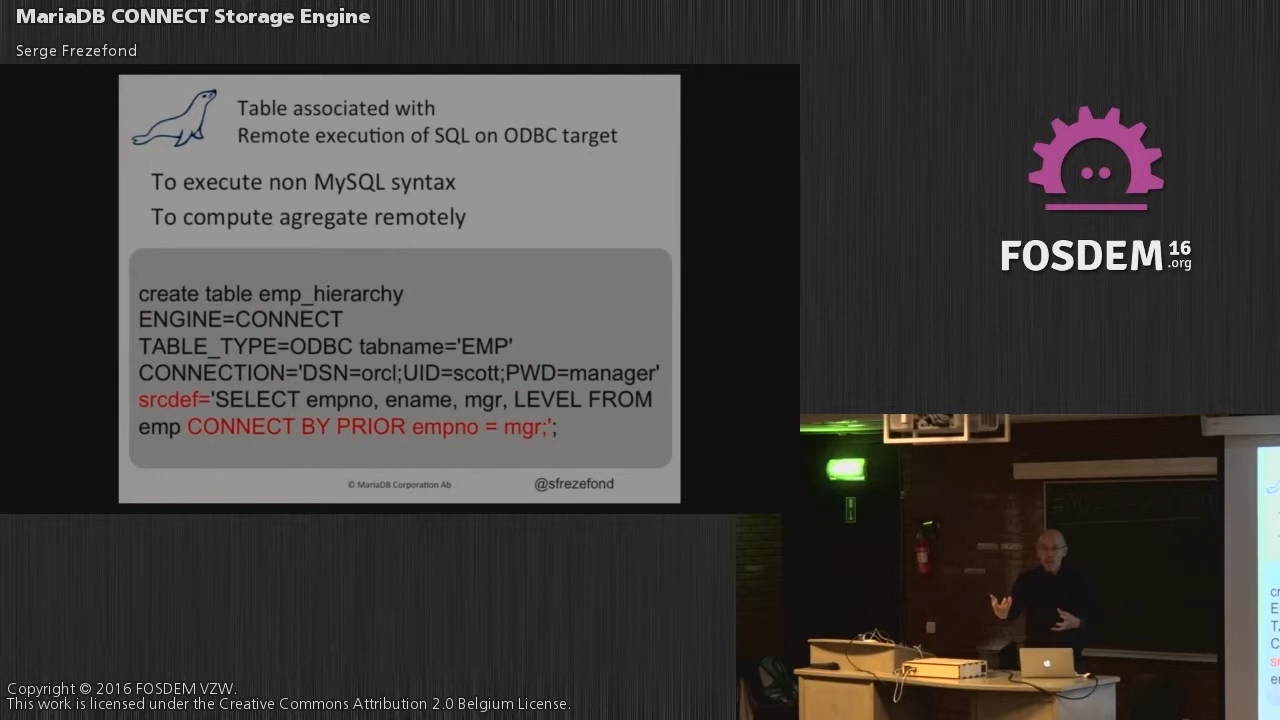 MariaDB CONNECT Storage Engine
Serge Frezefond
Table associated with
Remote execution of SQL on ODBC target
To execute non MySQL syntax
To compute agregate remotely
create table emp_hierarchy
ENGINE=CONNECT
TABLE_TYPE=ODBC tabname='EMP'
CONNECTION='DSN=orcl;UID=scott;PWD=manager'
srcdef='SELECT empno, ename, mgr, LEVEL FROM
emp CONNECT BY PRIOR empno = mgr;';
© MariaDB Corporation Ab
@sfrezefond
FOSDEM 16
.org
Copyright © 2016 FOSDEM VZW.
This work is licensed under the Creative Commons Attribution 2.0 Belgium License.